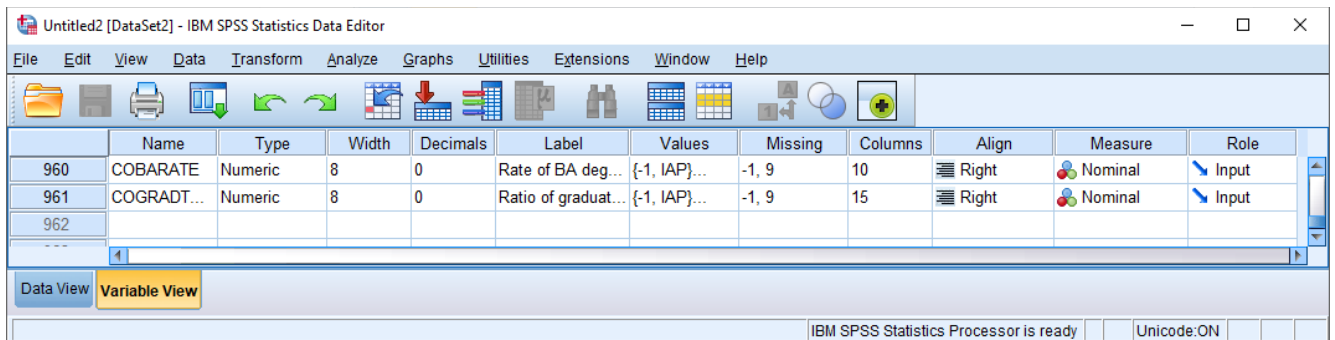 Untitled2 [DataSet2] - IBM SPSS Statistics Data Editor
File Edit View Data Transform Analyze Graphs Utilities Extensions Window Help
Name Type Width Decimals Label Values Missing Columns Align Measure Role
960 COBARATE Numeric 8 0 Rate of BA deg... {-1, IAP}... -1, 9 10 Right Nominal Input
961 COGRADT... Numeric 8 0 Ratio of graduat... {-1, IAP}... -1, 9 15 Right Nominal Input
962
Data View Variable View
IBM SPSS Statistics Processor is ready Unicode:ON